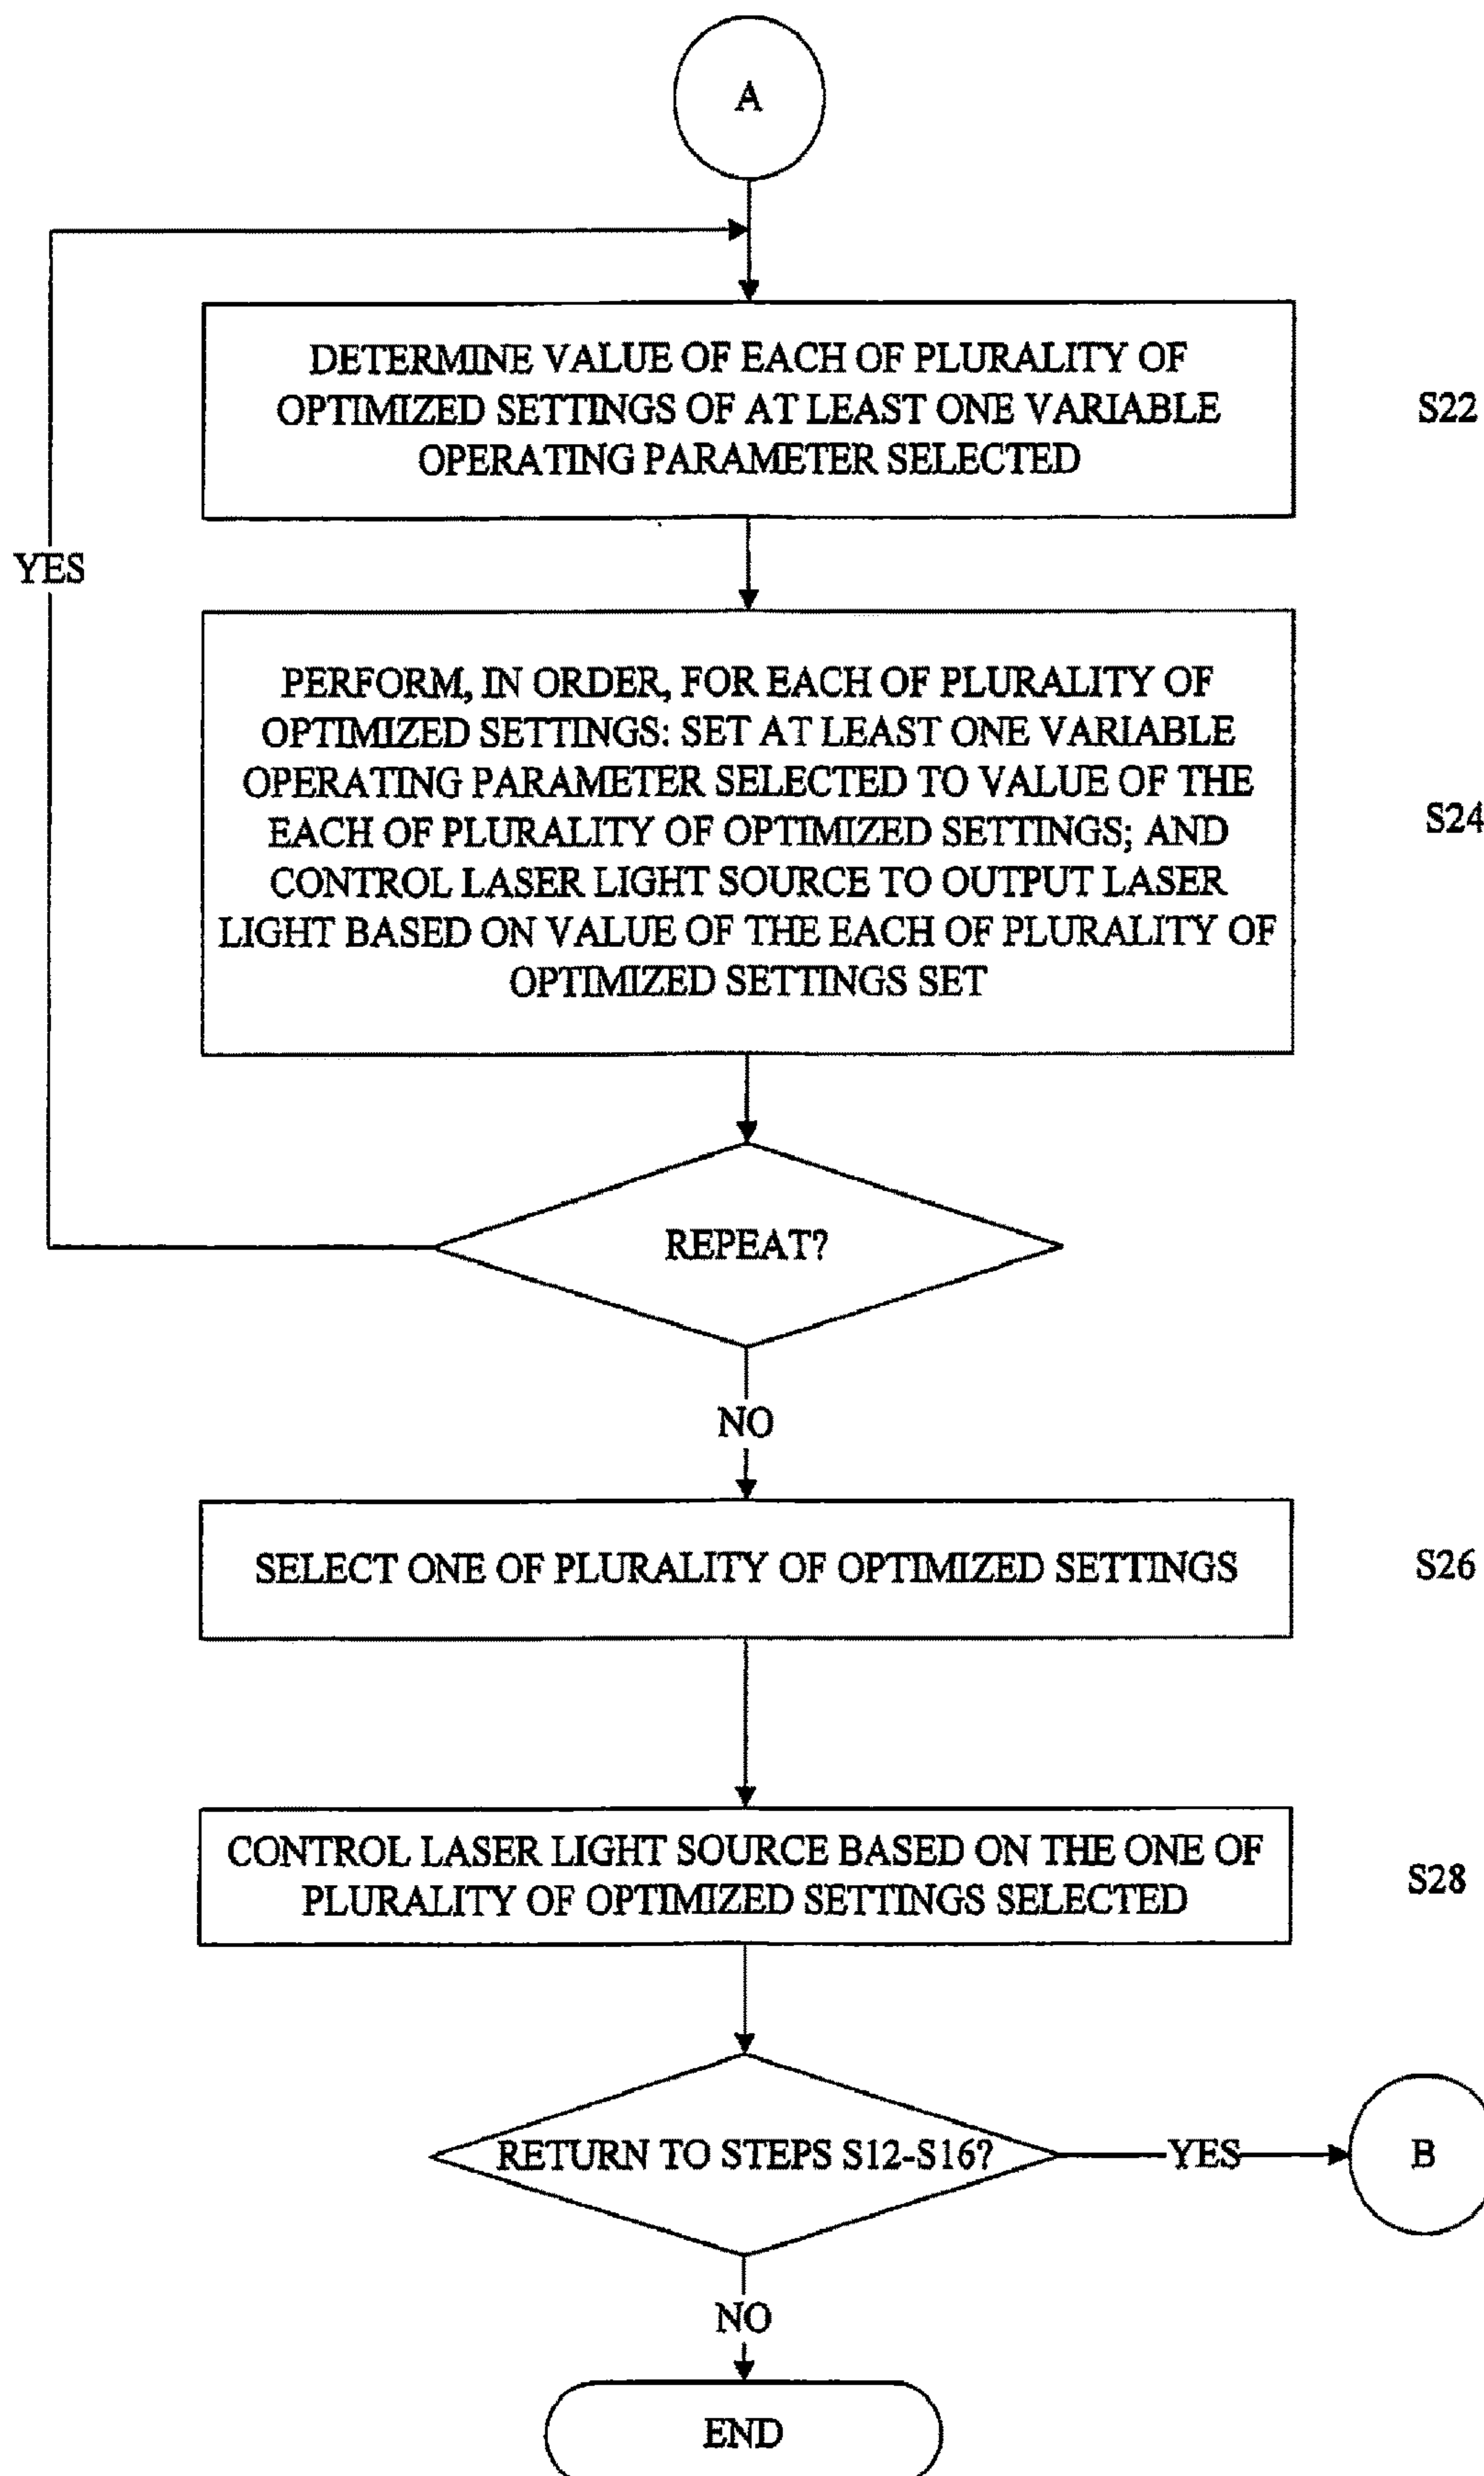 A
DETERMINE VALUE OF EACH OF PLURALITY OF
OPTIMIZED SETTINGS OF AT LEAST ONE VARIABLE
OPERATING PARAMETER SELECTED
S22
YES
PERFORM, IN ORDER, FOR EACH OF PLURALITY OF
OPTIMIZED SETTINGS: SET AT LEAST ONE VARIABLE
OPERATING PARAMETER SELECTED TO VALUE OF THE
EACH OF PLURALITY OF OPTIMIZED SETTINGS; AND
CONTROL LASER LIGHT SOURCE TO OUTPUT LASER
LIGHT BASED ON VALUE OF THE EACH OF PLURALITY OF
OPTIMIZED SETTINGS SET
S24
REPEAT?
NO
SELECT ONE OF PLURALITY OF OPTIMIZED SETTINGS
S26
CONTROL LASER LIGHT SOURCE BASED ON THE ONE OF
PLURALITY OF OPTIMIZED SETTINGS SELECTED
S28
RETURN TO STEPS S12-S16?
YES
B
NO
END